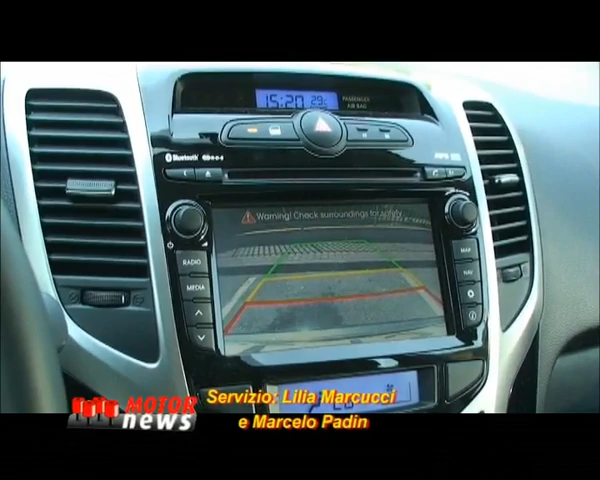 15:20 29°c
PASSENGER
AIR BAG
Bluetooth
Warning! Check surroundings for safety
RADIO
MEDIA
MAP
NAV
Servizio: Lilia Marcucci
e Marcelo Padin
MOTOR
news